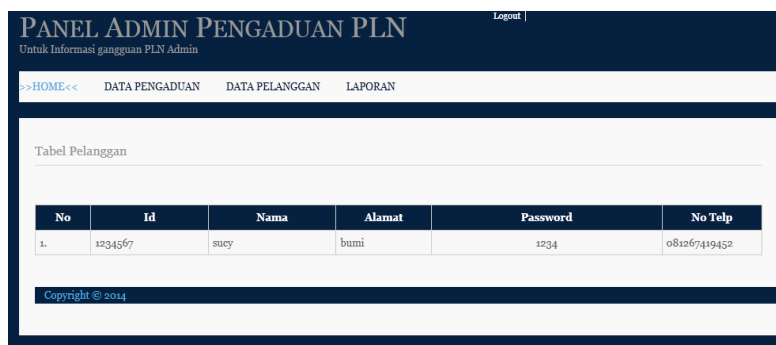 PANEL ADMIN PENGADUAN PLN
Logout |
Untuk Informasi gangguan PLN Admin
>>HOME<< DATA PENGADUAN DATA PELANGGAN LAPORAN
Tabel Pelanggan
No Id Nama Alamat Password No Telp
1. 1234567 sucy bumi 1234 081267419452
Copyright © 2014